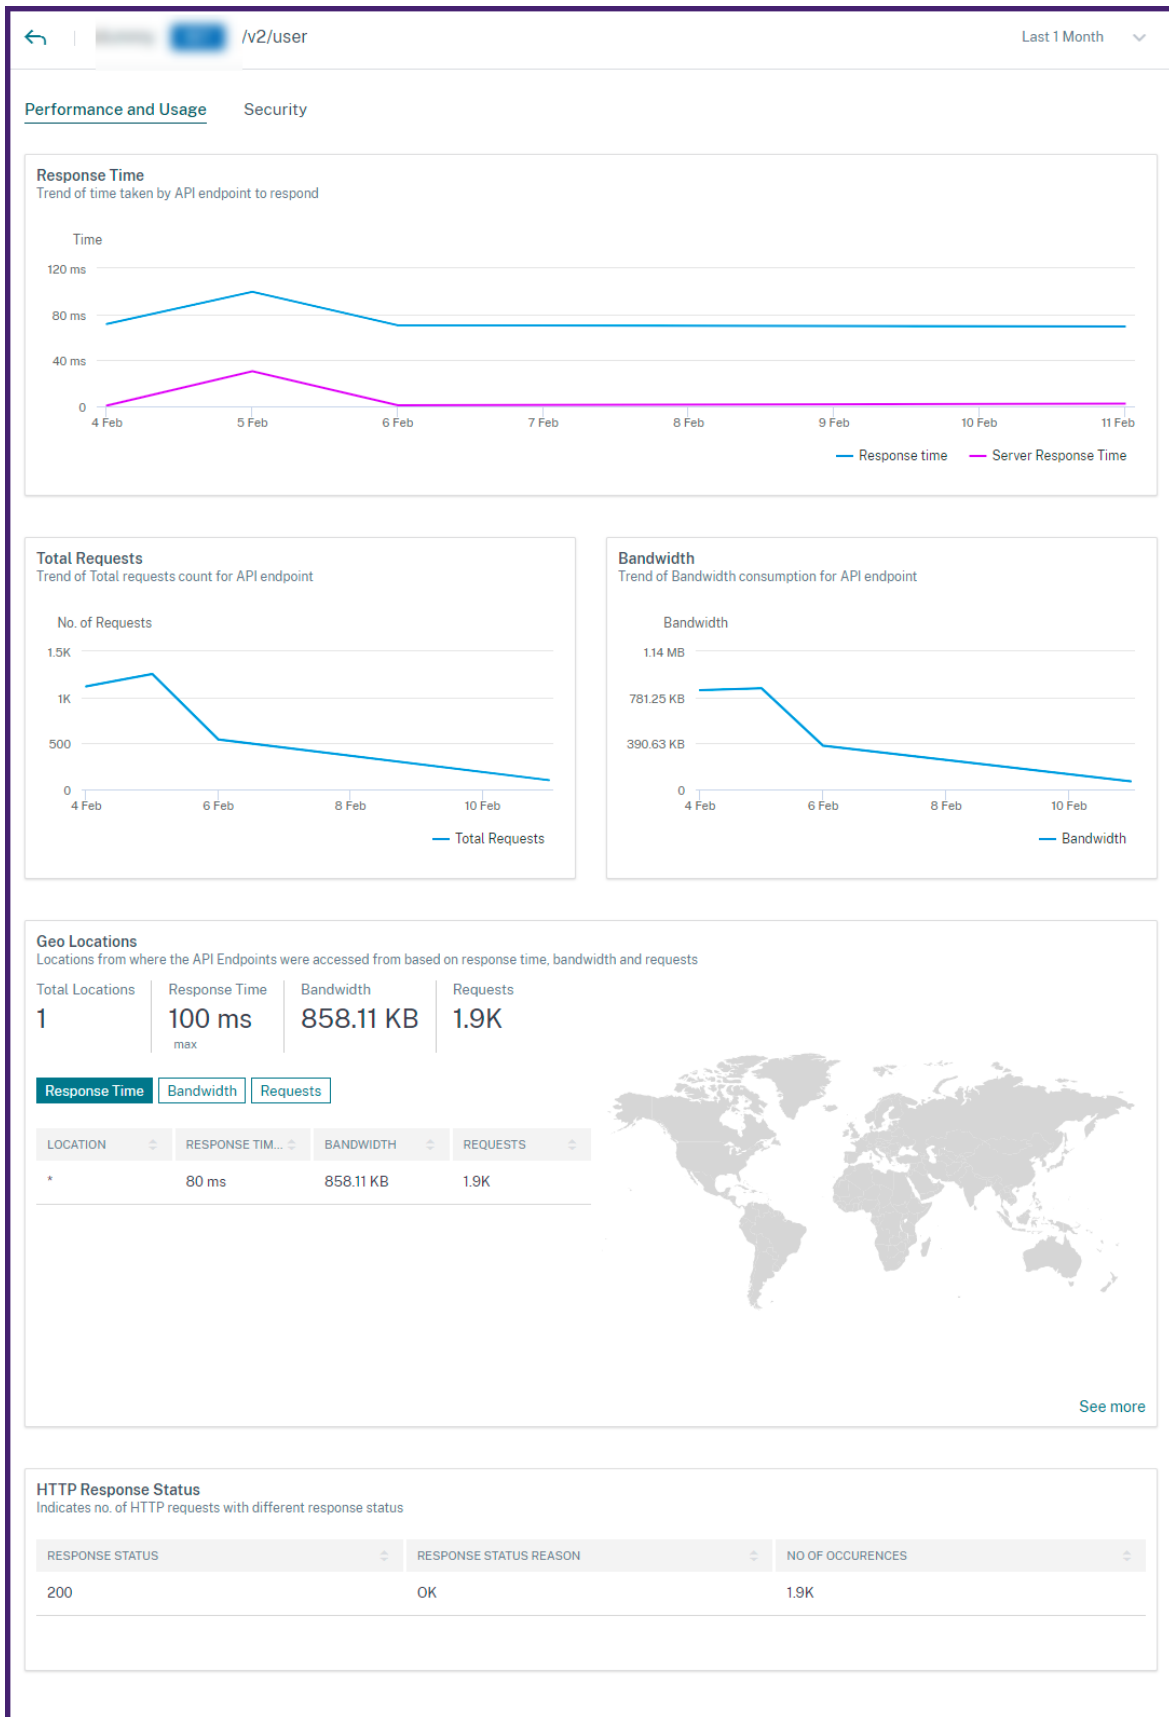 /v2/user
Last 1 Month
Performance and Usage
Security
Response Time
Trend of time taken by API endpoint to respond
Time
120 ms
80 ms
40 ms
0
4 Feb
5 Feb
6 Feb
7 Feb
8 Feb
9 Feb
10 Feb
11 Feb
Response time
Server Response Time
Total Requests
Trend of Total requests count for API endpoint
No. of Requests
1.5K
1K
500
0
4 Feb
6 Feb
8 Feb
10 Feb
Total Requests
Bandwidth
Trend of Bandwidth consumption for API endpoint
Bandwidth
1.14 MB
781.25 KB
390.63 KB
0
4 Feb
6 Feb
8 Feb
10 Feb
Bandwidth
Geo Locations
Locations from where the API Endpoints were accessed from based on response time, bandwidth and requests
Total Locations
1
Response Time
100 ms
max
Bandwidth
858.11 KB
Requests
1.9K
Response Time
Bandwidth
Requests
LOCATION
RESPONSE TIM...
BANDWIDTH
REQUESTS
*
80 ms
858.11 KB
1.9K
See more
HTTP Response Status
Indicates no. of HTTP requests with different response status
RESPONSE STATUS
RESPONSE STATUS REASON
NO OF OCCURENCES
200
OK
1.9K